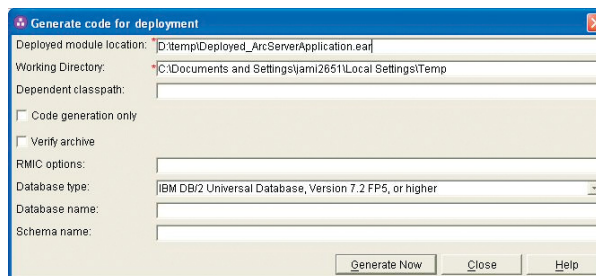 Generate code for deployment
Deployed module location: *D:\temp\Deployed_ArcServerApplication.ear
Working Directory: *C:\Documents and Settings\jami2651\Local Settings\Temp
Dependent classpath:
Code generation only
Verify archive
RMIC options:
Database type: IBM DB/2 Universal Database, Version 7.2 FP5, or higher
Database name:
Schema name:
Generate Now Close Help